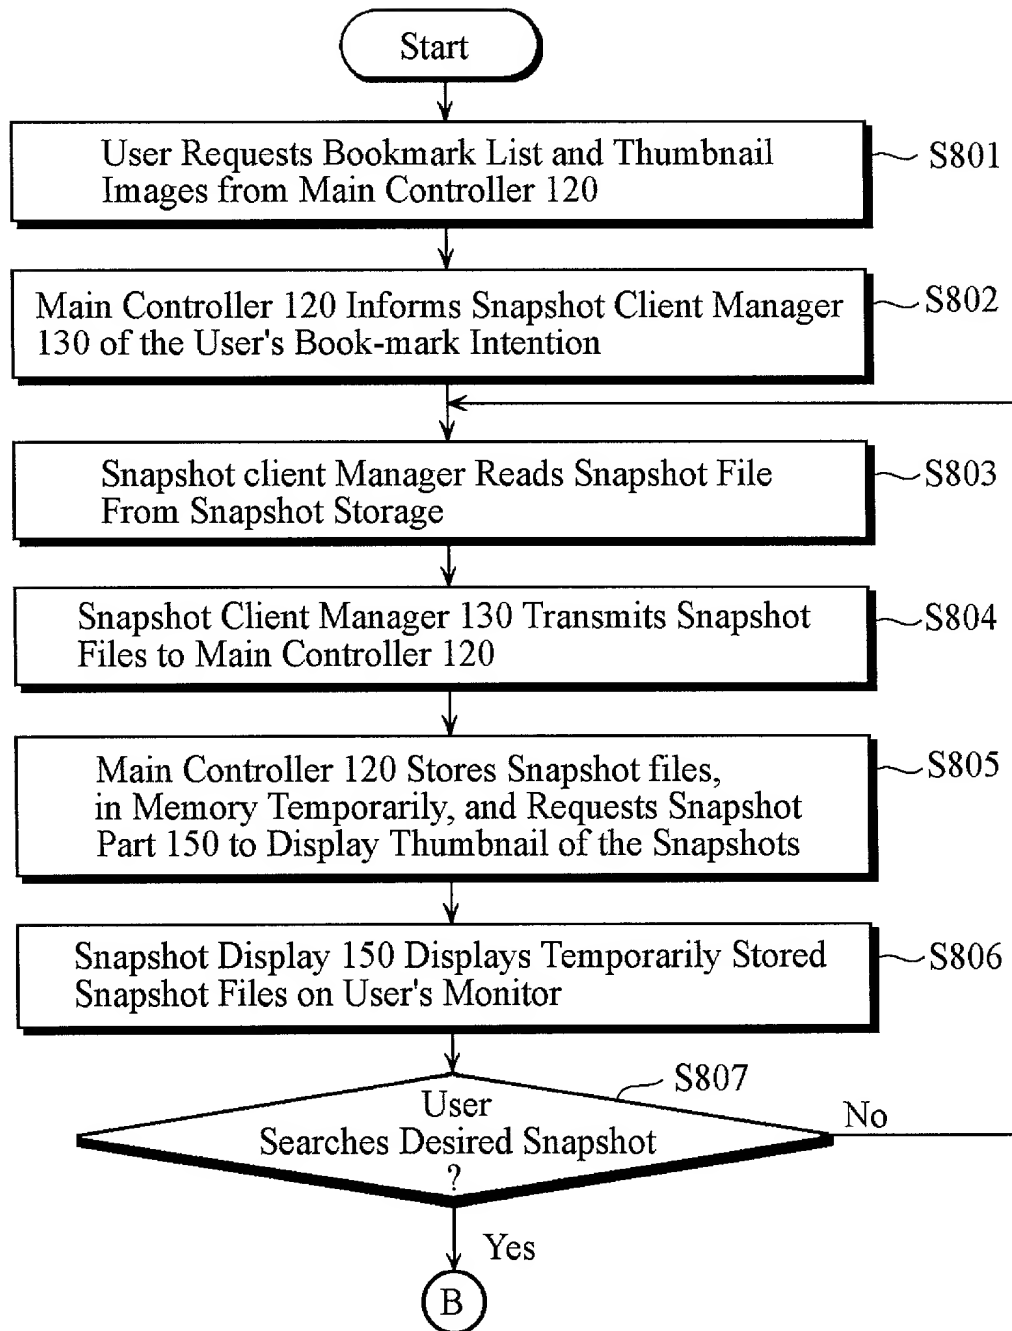 Start
User Requests Bookmark List and Thumbnail
Images from Main Controller 120
S801
Main Controller 120 Informs Snapshot Client Manager
130 of the User's Book-mark Intention
S802
Snapshot client Manager Reads Snapshot File
From Snapshot Storage
S803
Snapshot Client Manager 130 Transmits Snapshot
Files to Main Controller 120
S804
Main Controller 120 Stores Snapshot files,
in Memory Temporarily, and Requests Snapshot
Part 150 to Display Thumbnail of the Snapshots
S805
Snapshot Display 150 Displays Temporarily Stored
Snapshot Files on User's Monitor
S806
S807
User
Searches Desired Snapshot
?
No
Yes
B